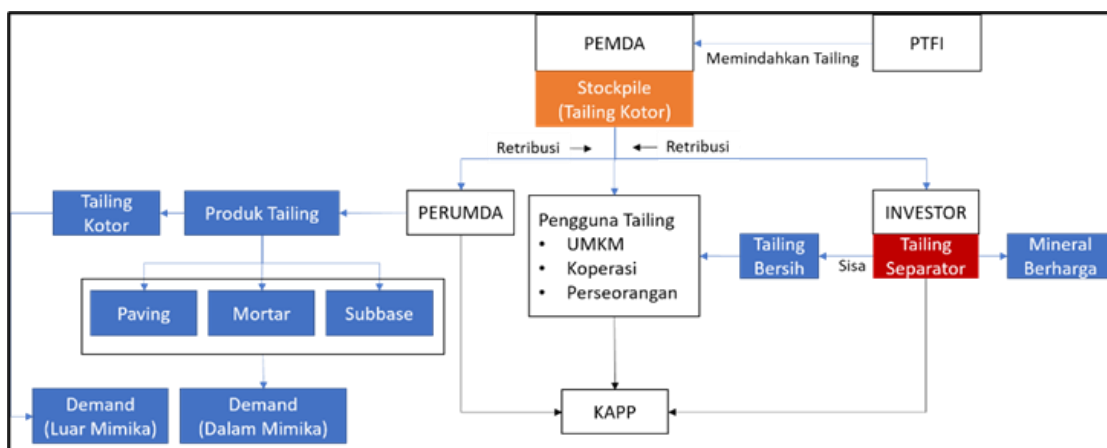 PEMDA
PTFI
Memindahkan Tailing
Stockpile
(Tailing Kotor)
Retribusi
Retribusi
Tailing
Kotor
Produk Tailing
PERUMDA
Pengguna Tailing
• UMKM
• Koperasi
• Perseorangan
INVESTOR
Tailing
Separator
Tailing
Bersih
Sisa
Mineral
Berharga
Paving
Mortar
Subbase
Demand
(Luar Mimika)
Demand
(Dalam Mimika)
KAPP